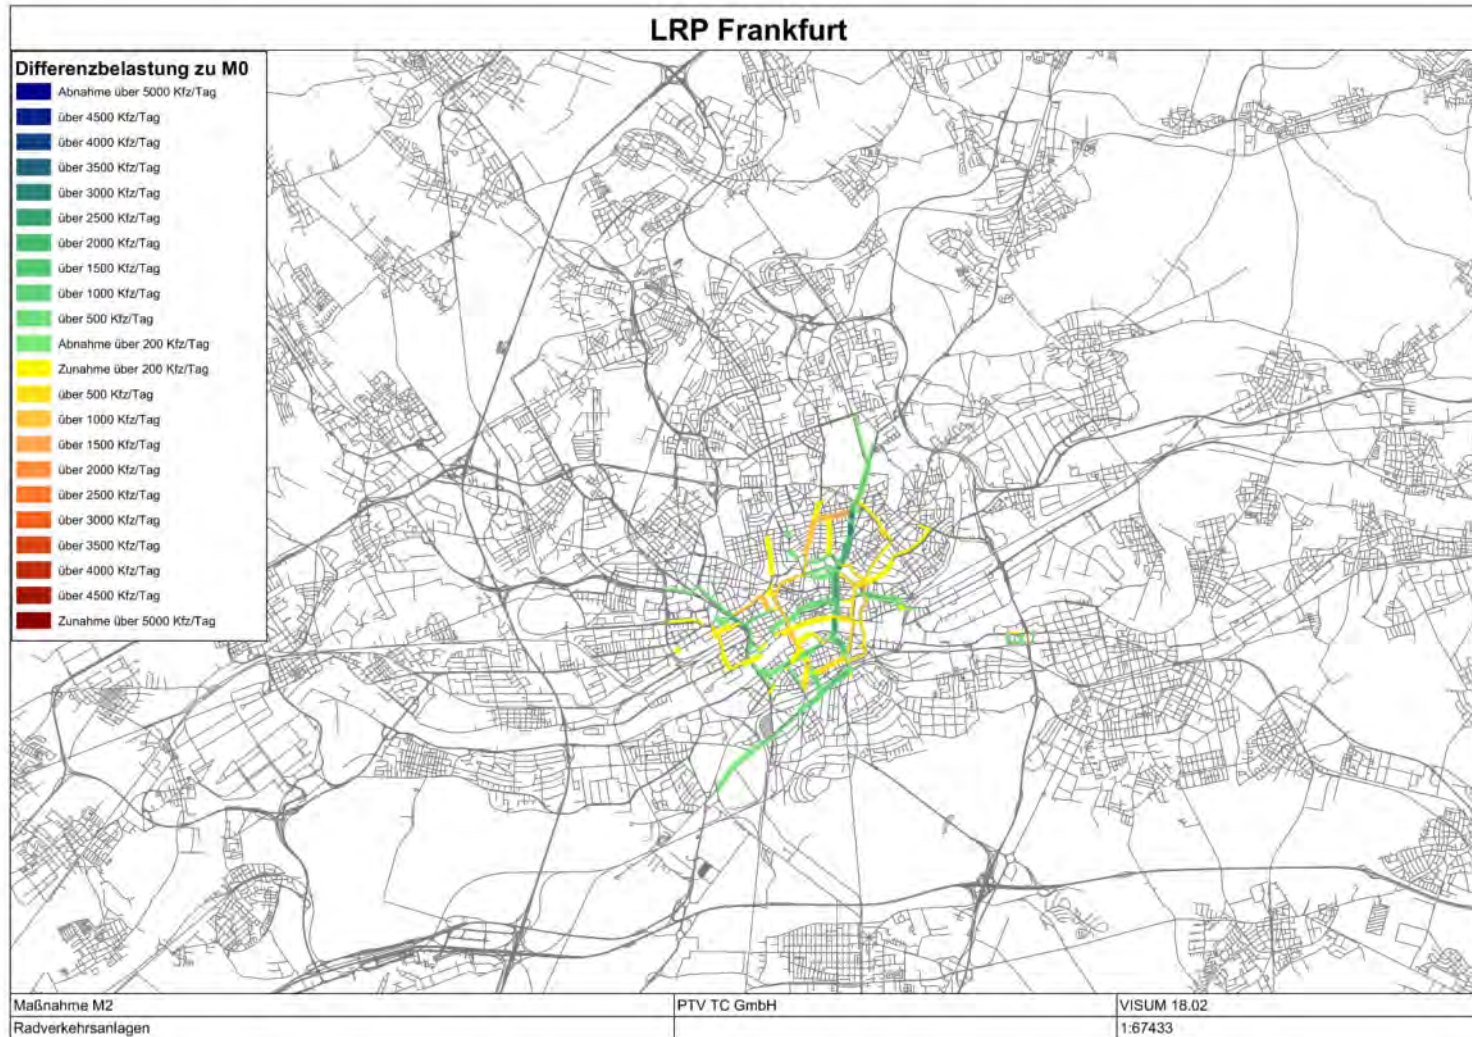 LRP Frankfurt
Differenzbelastung zu M0
Abnahme über 5000 Kfz/Tag
über 4500 Kfz/Tag
über 4000 Kfz/Tag
über 3500 Kfz/Tag
über 3000 Kfz/Tag
über 2500 Kfz/Tag
über 2000 Kfz/Tag
über 1500 Kfz/Tag
über 1000 Kfz/Tag
über 500 Kfz/Tag
Abnahme über 200 Kfz/Tag
Zunahme über 200 Kfz/Tag
über 500 Kfz/Tag
über 1000 Kfz/Tag
über 1500 Kfz/Tag
über 2000 Kfz/Tag
über 2500 Kfz/Tag
über 3000 Kfz/Tag
über 3500 Kfz/Tag
über 4000 Kfz/Tag
über 4500 Kfz/Tag
Zunahme über 5000 Kfz/Tag
Maßnahme M2
PTV TC GmbH
VISUM 18.02
Radverkehrsanlagen
1:67433